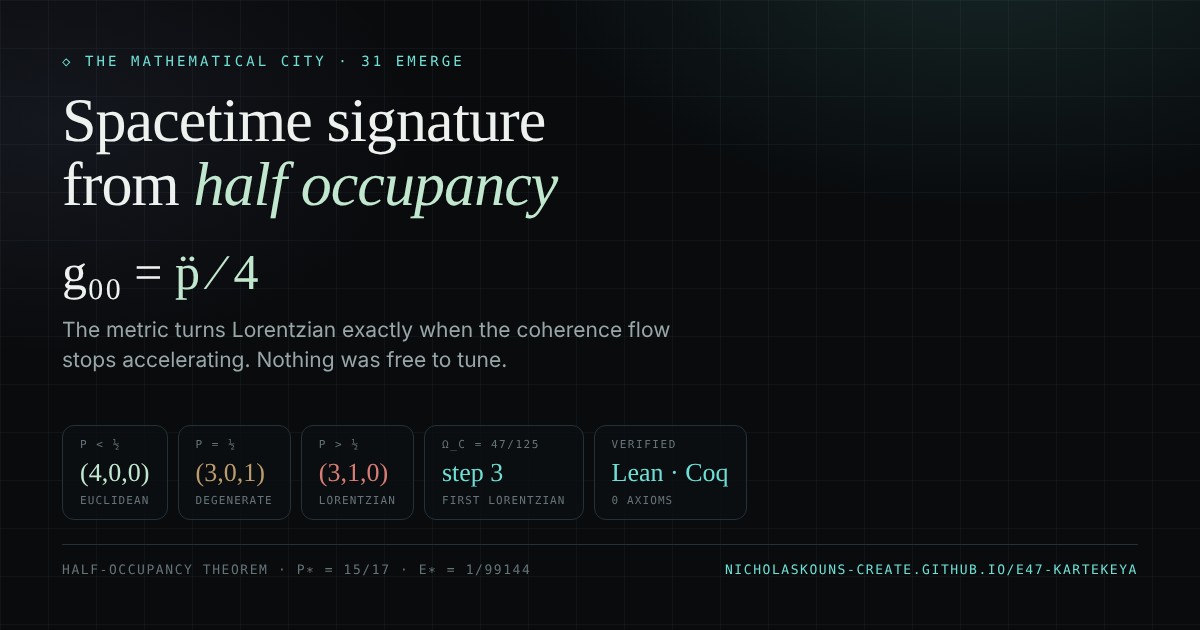 ◇ THE MATHEMATICAL CITY · 31 EMERGE
Spacetime signature
from half occupancy
g₀₀ = p̈ ⁄ 4
The metric turns Lorentzian exactly when the coherence flow
stops accelerating. Nothing was free to tune.
P < ½
(4,0,0)
EUCLIDEAN
P = ½
(3,0,1)
DEGENERATE
P > ½
(3,1,0)
LORENTZIAN
Ω_C = 47/125
step 3
FIRST LORENTZIAN
VERIFIED
Lean · Coq
0 AXIOMS
HALF-OCCUPANCY THEOREM · P∗ = 15/17 · E∗ = 1/99144
NICHOLASKOUNS-CREATE.GITHUB.IO/E47-KARTEKEYA